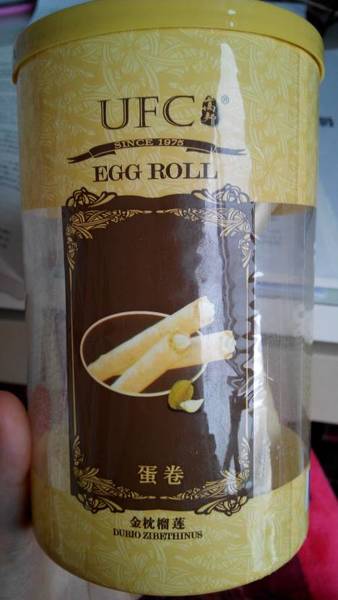 UFC
SINCE 1975
EGG ROLL
蛋卷
金枕榴莲
DURIO ZIBETHINUS